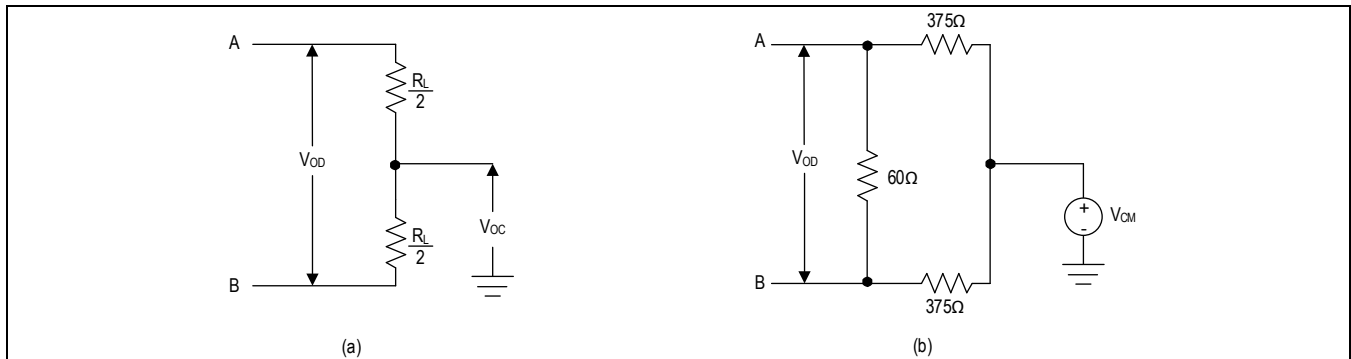 A
R_L
2
V_OD
V_OC
R_L
2
B
(a)
375Ω
A
V_OD
60Ω
+
-
V_CM
B
375Ω
(b)